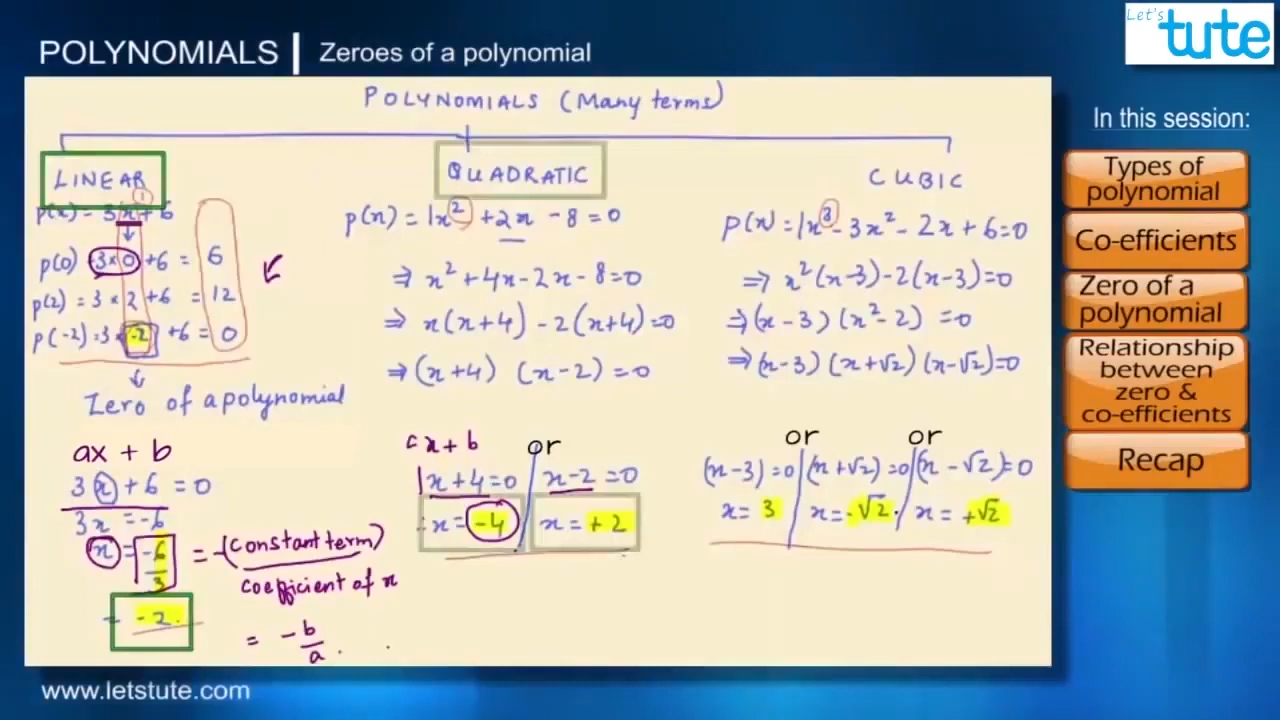 Let's
tute
POLYNOMIALS | Zeroes of a polynomial
POLYNOMIALS (Many terms)
LINEAR
p(x) = 3x¹ + 6
p(0) = 3 × 0 + 6 = 6
p(2) = 3 × 2 + 6 = 12
p(-2) = 3 × -2 + 6 = 0
Zero of a polynomial
ax + b
3x + 6 = 0
3x = -6
x = -6/3 = -(constant term)/coefficient of x
= -2.
= -b/a.
QUADRATIC
p(x) = 1x² + 2x - 8 = 0
⇒ x² + 4x - 2x - 8 = 0
⇒ x(x+4) - 2(x+4) = 0
⇒ (x+4) (x-2) = 0
x + b
or
1x + 4 = 0 x - 2 = 0
x = -4 x = +2
CUBIC
P(x) = 1x³ - 3x² - 2x + 6 = 0
⇒ x²(x-3) - 2(x-3) = 0
⇒ (x-3) (x²-2) = 0
⇒ (x-3) (x+√2) (x-√2) = 0
or or
(x-3) = 0 (x+√2) = 0 (x-√2) = 0
x = 3 x = -√2. x = +√2
In this session:
Types of
polynomial
Co-efficients
Zero of a
polynomial
Relationship
between
zero &
co-efficients
Recap
www.letstute.com